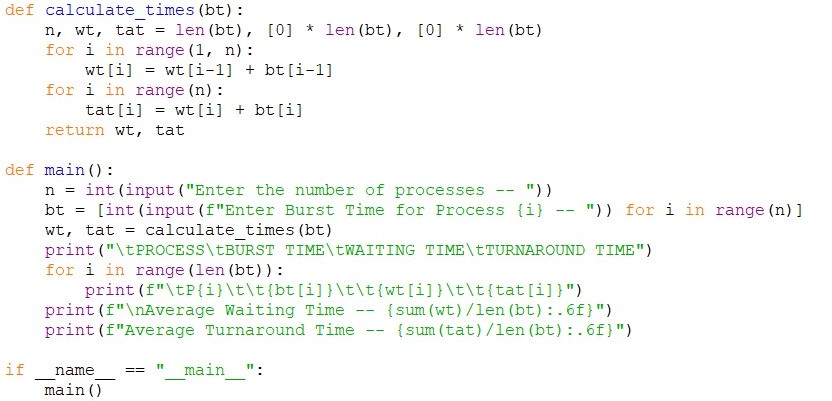 def calculate_times(bt):
    n, wt, tat = len(bt), [0] * len(bt), [0] * len(bt)
    for i in range(1, n):
        wt[i] = wt[i-1] + bt[i-1]
    for i in range(n):
        tat[i] = wt[i] + bt[i]
    return wt, tat

def main():
    n = int(input("Enter the number of processes -- "))
    bt = [int(input(f"Enter Burst Time for Process {i} -- ")) for i in range(n)]
    wt, tat = calculate_times(bt)
    print("\tPROCESS\tBURST TIME\tWAITING TIME\tTURNAROUND TIME")
    for i in range(len(bt)):
        print(f"\tP{i}\t\t{bt[i]}\t\t{wt[i]}\t\t{tat[i]}")
    print(f"\nAverage Waiting Time -- {sum(wt)/len(bt):.6f}")
    print(f"Average Turnaround Time -- {sum(tat)/len(bt):.6f}")

if __name__ == "__main__":
    main()